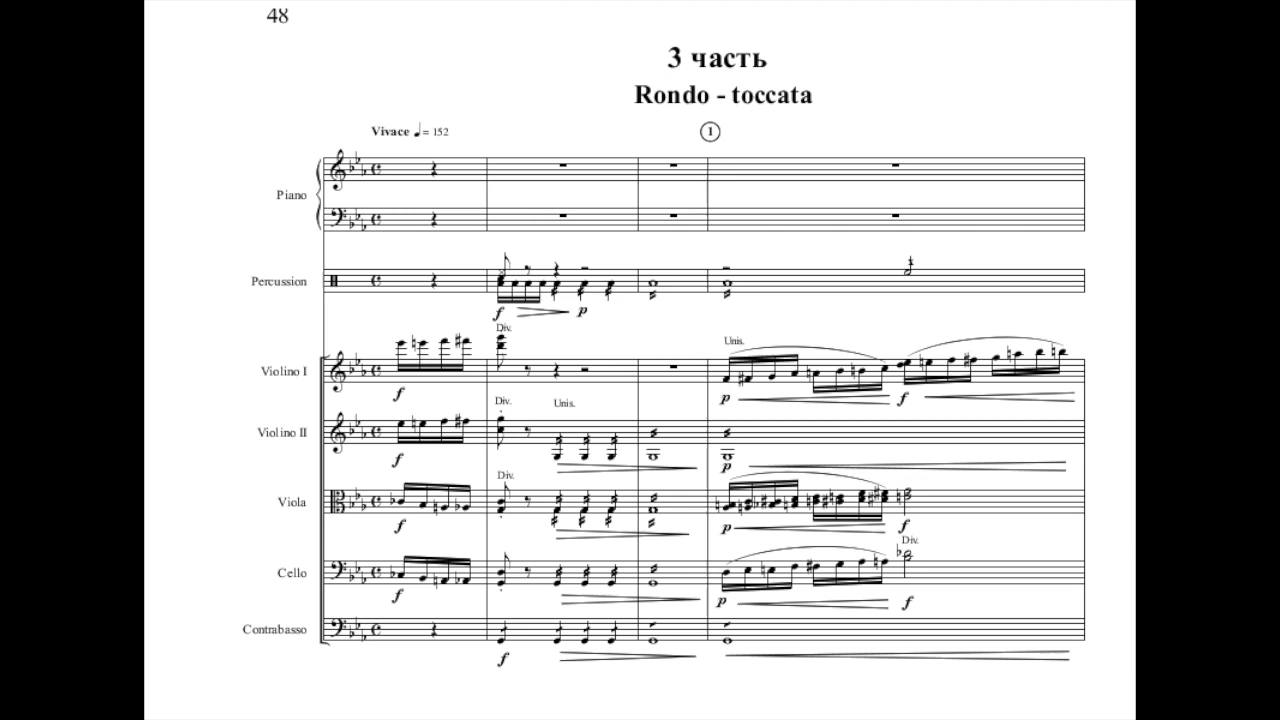 48
3 часть
Rondo - toccata
Vivace ♩ = 152
1
Piano
Percussion
f p
Div.
Unis.
Violino I
f p f
Div. Unis.
Violino II
f p
Div.
Viola
f p f
Div.
Cello
f p f
Contrabasso
f